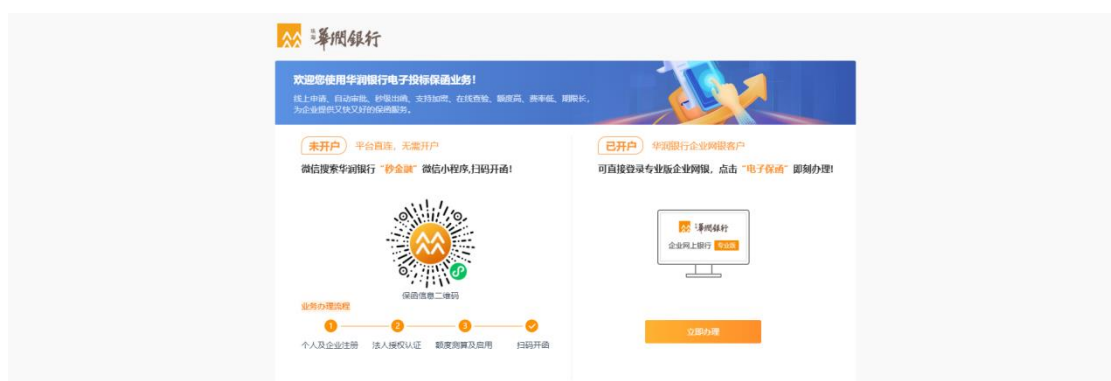 珠海 華潤銀行
欢迎您使用华润银行电子投标保函业务!
线上申请、自动审批、秒级出函、支持加密、在线查验、额度高、费率低、期限长,
为企业提供又快又好的保函服务。
未开户 平台直连,无需开户
微信搜索华润银行“秒金融”微信小程序,扫码开函!
保函信息二维码
业务办理流程
1 2 3
个人及企业注册 法人授权认证 额度测算及启用 扫码开函
已开户 华润银行企业网银客户
可直接登录专业版企业网银,点击“电子保函”即刻办理!
華潤銀行
企业网上银行 专业版
立即办理